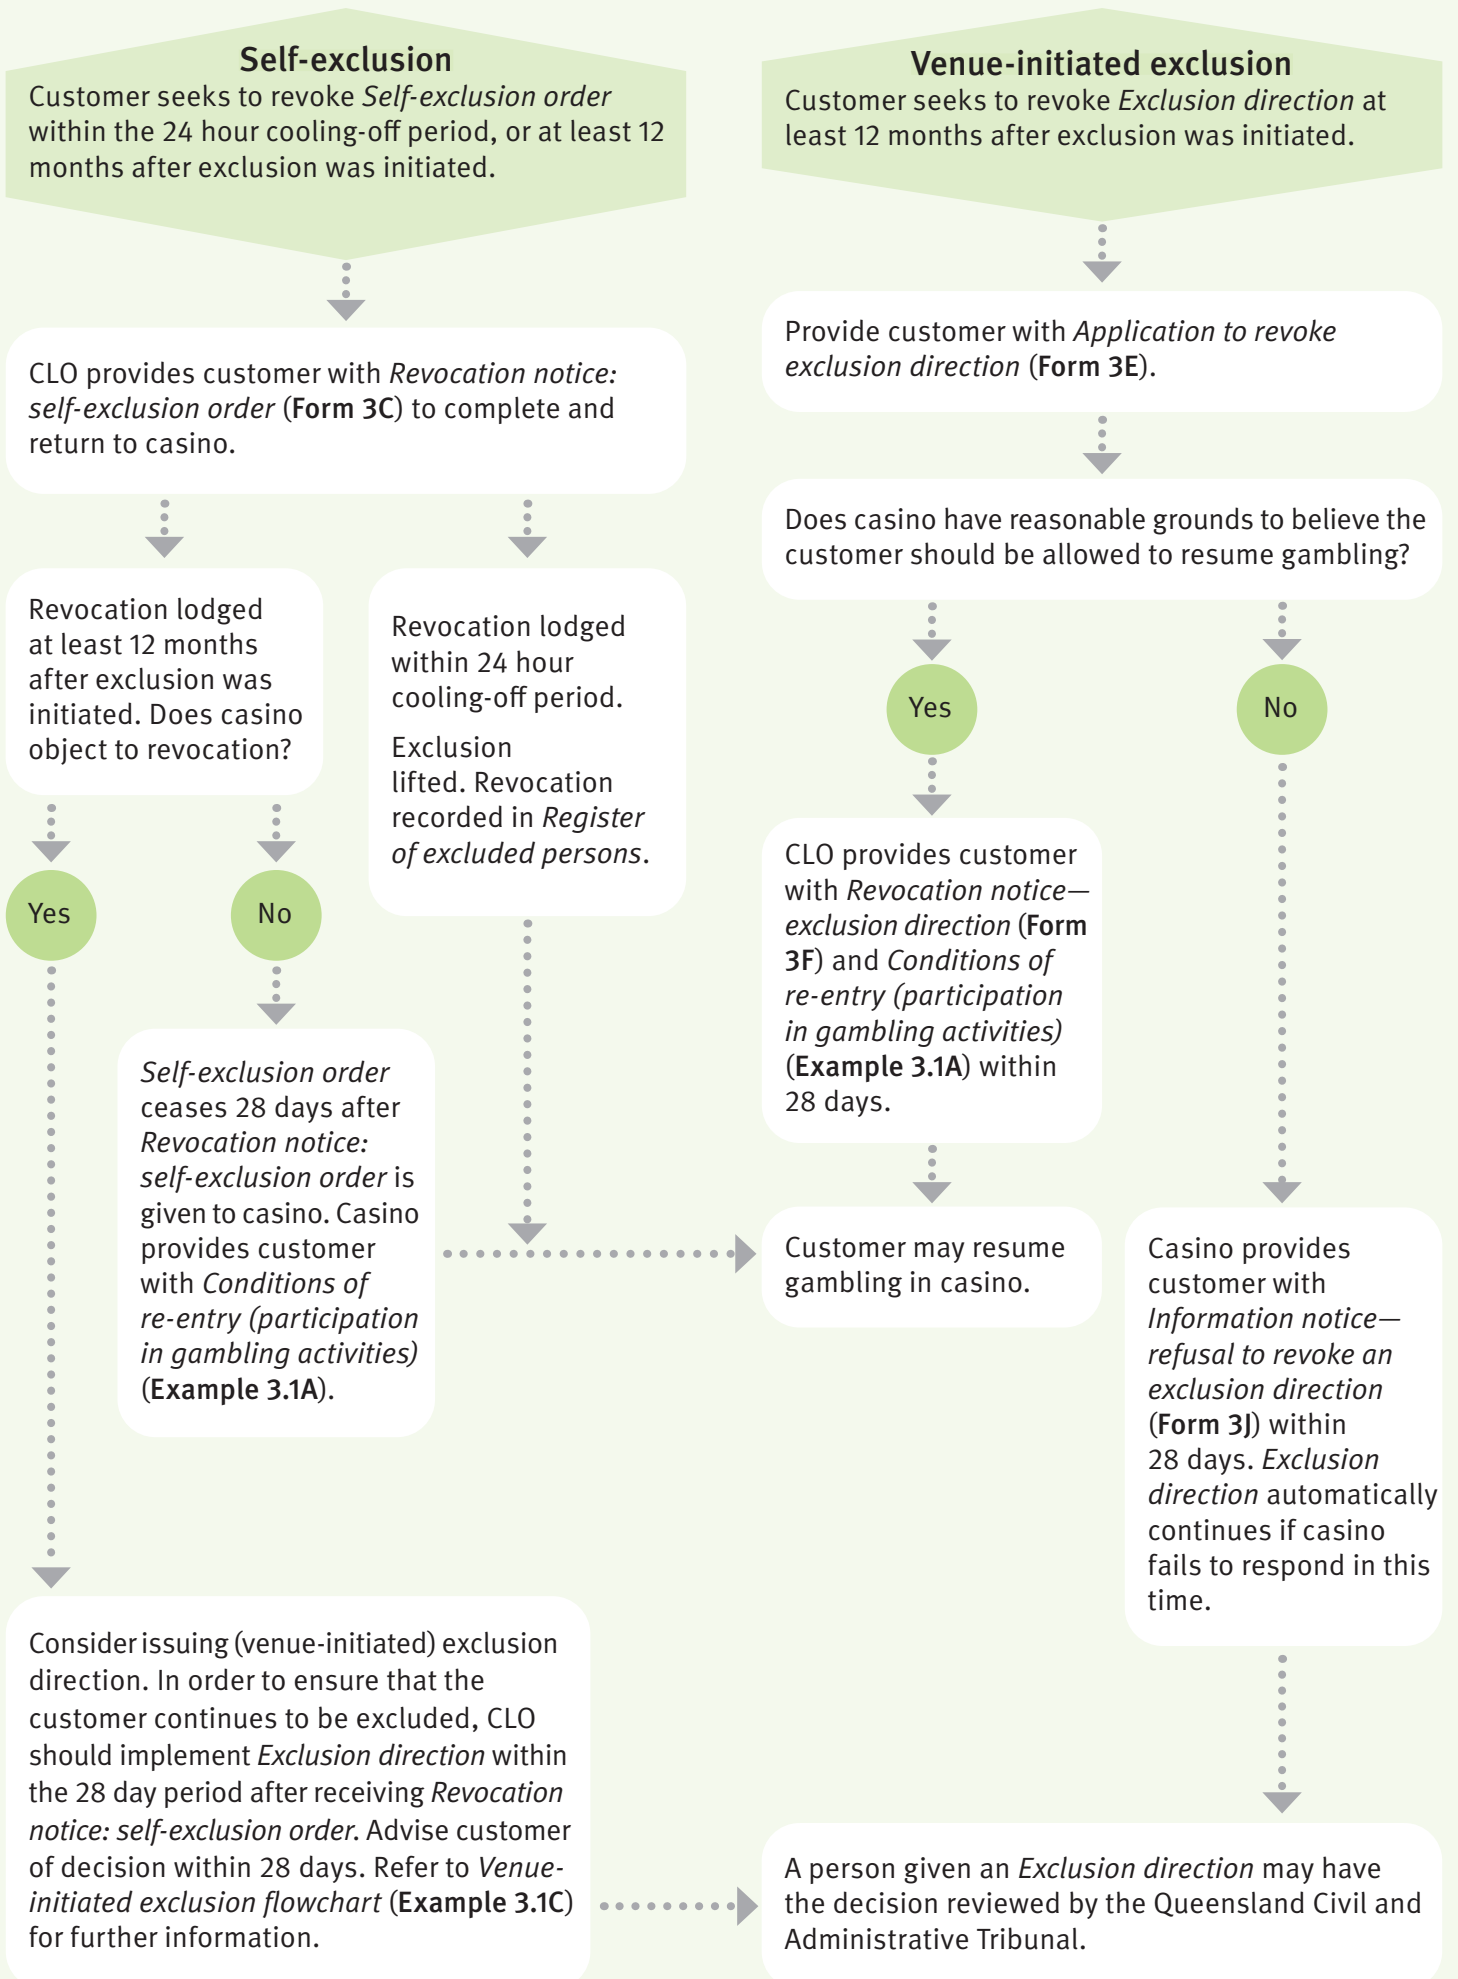 Self-exclusion
Customer seeks to revoke Self-exclusion order
within the 24 hour cooling-off period, or at least 12
months after exclusion was initiated.
CLO provides customer with Revocation notice:
self-exclusion order (Form 3C) to complete and
return to casino.
Revocation lodged
at least 12 months
after exclusion was
initiated. Does casino
object to revocation?
Revocation lodged
within 24 hour
cooling-off period.
Exclusion
lifted. Revocation
recorded in Register
of excluded persons.
Yes
No
Self-exclusion order
ceases 28 days after
Revocation notice:
self-exclusion order is
given to casino. Casino
provides customer
with Conditions of
re-entry (participation
in gambling activities)
(Example 3.1A).
Consider issuing (venue-initiated) exclusion
direction. In order to ensure that the
customer continues to be excluded, CLO
should implement Exclusion direction within
the 28 day period after receiving Revocation
notice: self-exclusion order. Advise customer
of decision within 28 days. Refer to Venue-
initiated exclusion flowchart (Example 3.1C)
for further information.
Venue-initiated exclusion
Customer seeks to revoke Exclusion direction at
least 12 months after exclusion was initiated.
Provide customer with Application to revoke
exclusion direction (Form 3E).
Does casino have reasonable grounds to believe the
customer should be allowed to resume gambling?
Yes
No
CLO provides customer
with Revocation notice—
exclusion direction (Form
3F) and Conditions of
re-entry (participation
in gambling activities)
(Example 3.1A) within
28 days.
Customer may resume
gambling in casino.
Casino provides
customer with
Information notice—
refusal to revoke an
exclusion direction
(Form 3J) within
28 days. Exclusion
direction automatically
continues if casino
fails to respond in this
time.
A person given an Exclusion direction may have
the decision reviewed by the Queensland Civil and
Administrative Tribunal.